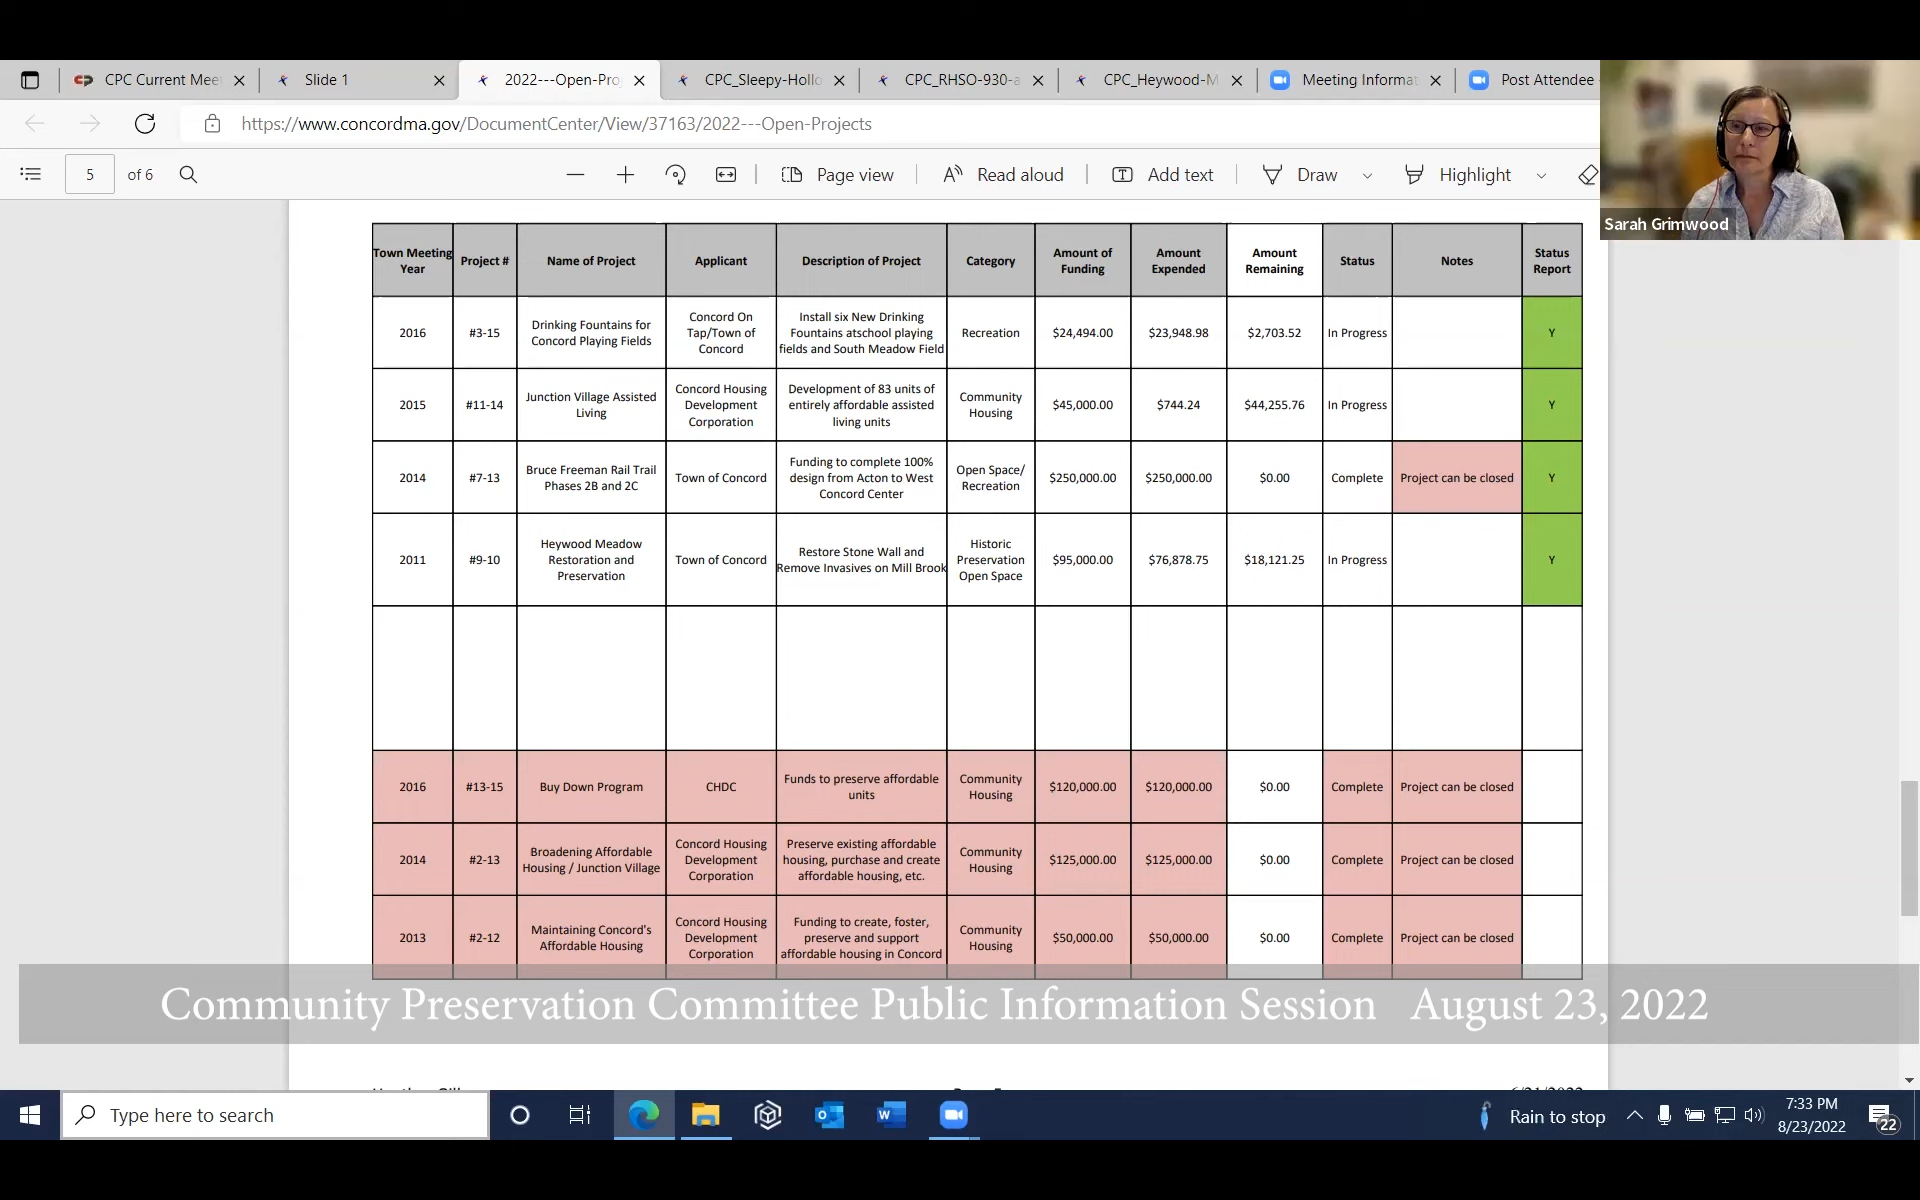 CPC Current Mee
Slide 1
2022---Open-Pro
CPC_Sleepy-Hollo
CPC_RHSO-930-a
CPC_Heywood-M
Meeting Informat
Post Attendee
https://www.concordma.gov/DocumentCenter/View/37163/2022---Open-Projects
5 of 6
Page view
Read aloud
Add text
Draw
Highlight
Sarah Grimwood
Town Meeting Year Project # Name of Project Applicant Description of Project Category Amount of Funding Amount Expended Amount Remaining Status Notes Status Report
2016 #3-15 Drinking Fountains for Concord Playing Fields Concord On Tap/Town of Concord Install six New Drinking Fountains atschool playing fields and South Meadow Field Recreation $24,494.00 $23,948.98 $2,703.52 In Progress Y
2015 #11-14 Junction Village Assisted Living Concord Housing Development Corporation Development of 83 units of entirely affordable assisted living units Community Housing $45,000.00 $744.24 $44,255.76 In Progress Y
2014 #7-13 Bruce Freeman Rail Trail Phases 2B and 2C Town of Concord Funding to complete 100% design from Acton to West Concord Center Open Space/ Recreation $250,000.00 $250,000.00 $0.00 Complete Project can be closed Y
2011 #9-10 Heywood Meadow Restoration and Preservation Town of Concord Restore Stone Wall and Remove Invasives on Mill Brook Historic Preservation Open Space $95,000.00 $76,878.75 $18,121.25 In Progress Y
2016 #13-15 Buy Down Program CHDC Funds to preserve affordable units Community Housing $120,000.00 $120,000.00 $0.00 Complete Project can be closed
2014 #2-13 Broadening Affordable Housing / Junction Village Concord Housing Development Corporation Preserve existing affordable housing, purchase and create affordable housing, etc. Community Housing $125,000.00 $125,000.00 $0.00 Complete Project can be closed
2013 #2-12 Maintaining Concord's Affordable Housing Concord Housing Development Corporation Funding to create, foster, preserve and support affordable housing in Concord Community Housing $50,000.00 $50,000.00 $0.00 Complete Project can be closed
Community Preservation Committee Public Information Session August 23, 2022
Type here to search
Rain to stop
7:33 PM
8/23/2022
22